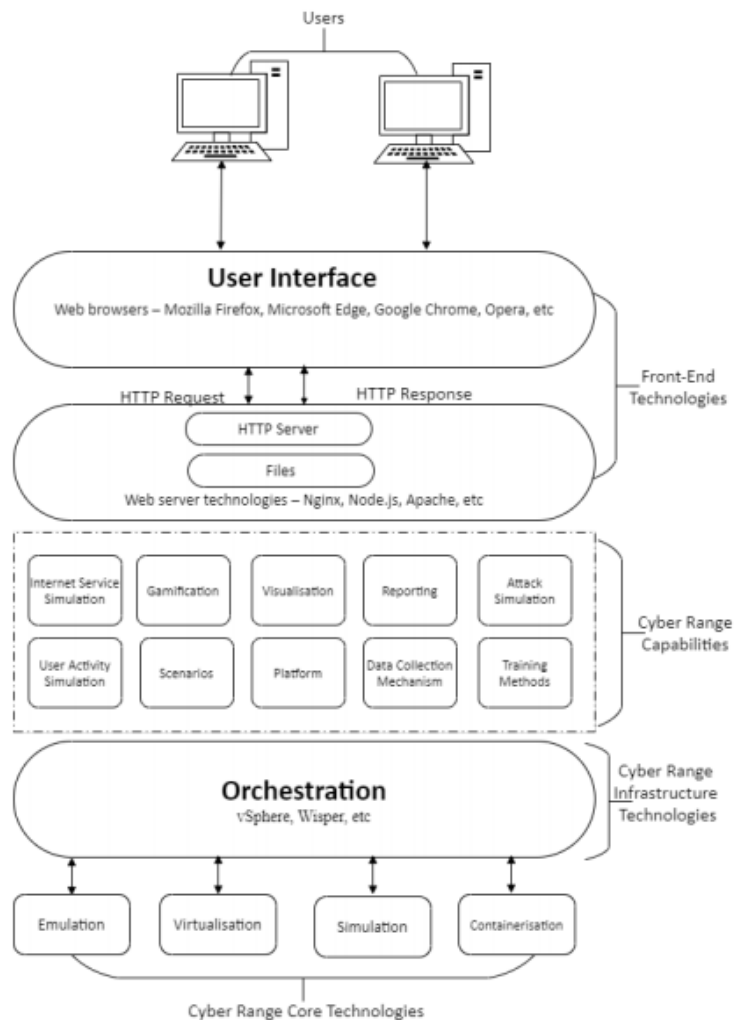 Users
User Interface
Web browsers – Mozilla Firefox, Microsoft Edge, Google Chrome, Opera, etc
HTTP Request
HTTP Response
Front-End
Technologies
HTTP Server
Files
Web server technologies – Nginx, Node.js, Apache, etc
Internet Service
Simulation
Gamification
Visualisation
Reporting
Attack
Simulation
User Activity
Simulation
Scenarios
Platform
Data Collection
Mechanism
Training
Methods
Cyber Range
Capabilities
Orchestration
vSphere, Wisper, etc
Cyber Range
Infrastructure
Technologies
Emulation
Virtualisation
Simulation
Containerisation
Cyber Range Core Technologies